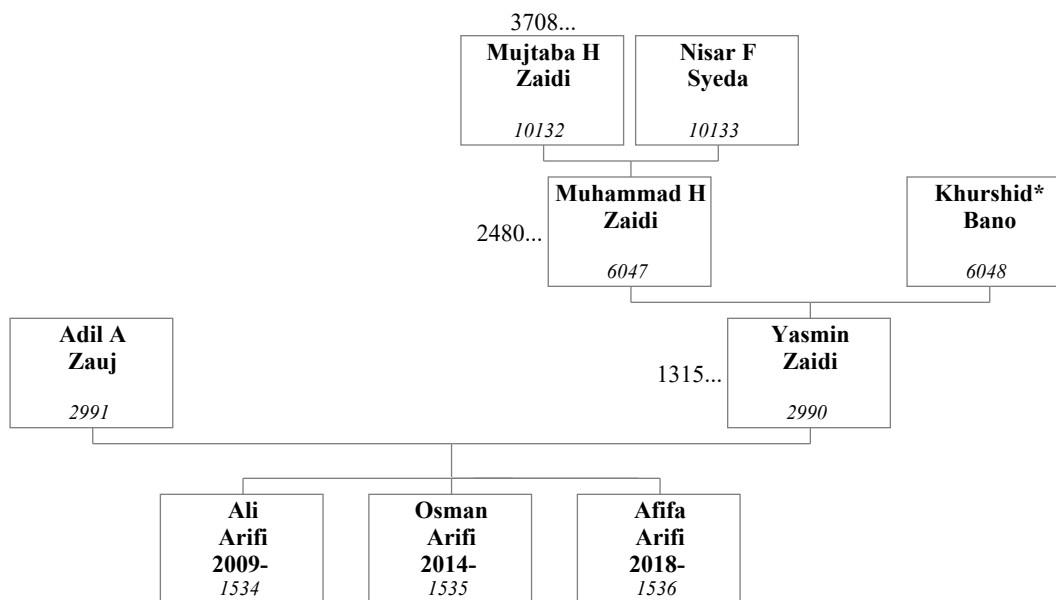 3708...
Mujtaba H
Zaidi
10132
Nisar F
Syeda
10133
2480...
Muhammad H
Zaidi
6047
Khurshid*
Bano
6048
Adil A
Zauj
2991
1315...
Yasmin
Zaidi
2990
Ali
Arifi
2009-
1534
Osman
Arifi
2014-
1535
Afifa
Arifi
2018-
1536